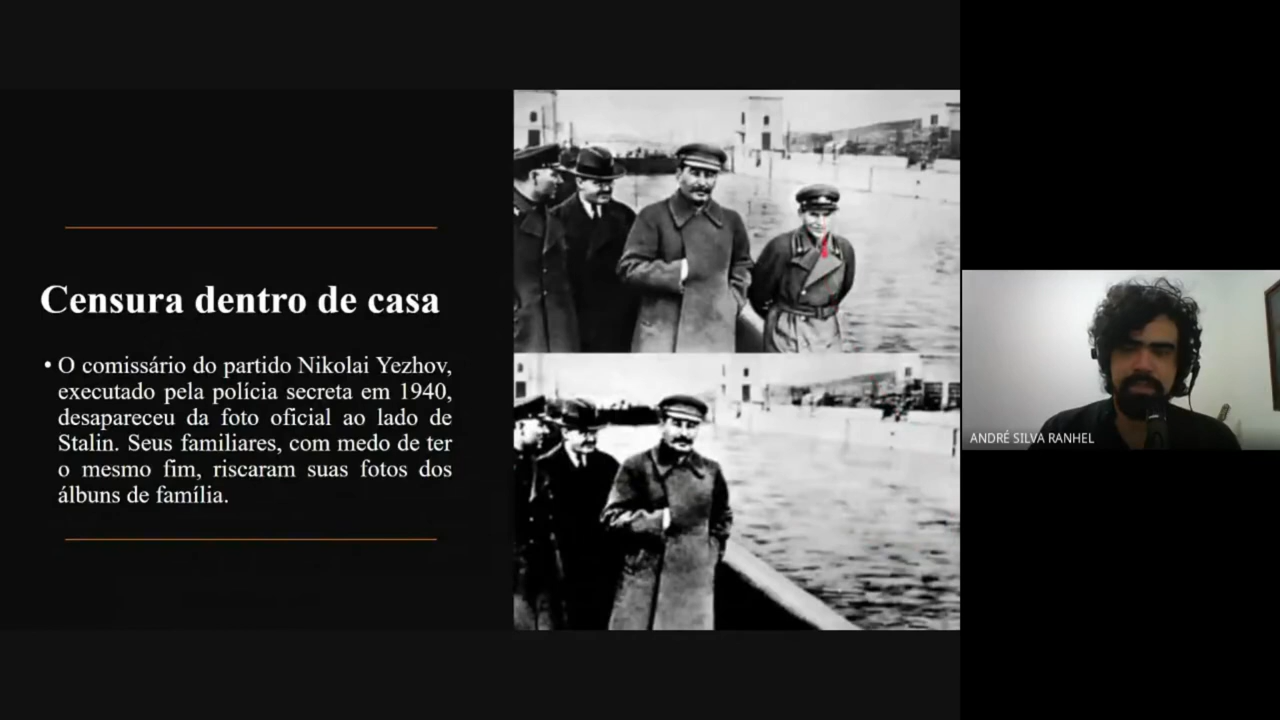 Censura dentro de casa
• O comissário do partido Nikolai Yezhov,
executado pela polícia secreta em 1940,
desapareceu da foto oficial ao lado de
Stalin. Seus familiares, com medo de ter
o mesmo fim, riscaram suas fotos dos
álbuns de família.
ANDRÉ SILVA RANHEL